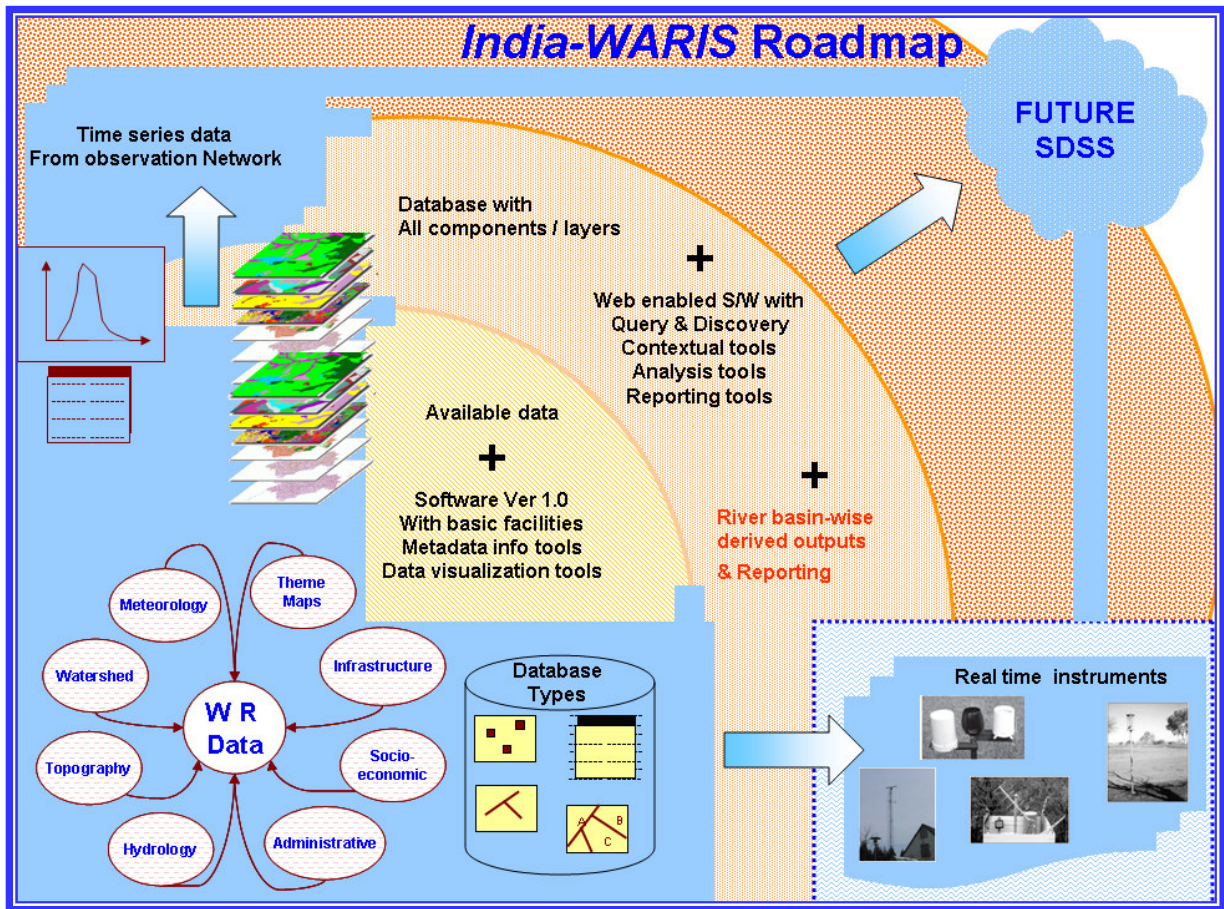 India-WARIS Roadmap
FUTURE
SDSS
Time series data
From observation Network
Database with
All components / layers
+
Web enabled S/W with
Query & Discovery
Contextual tools
Analysis tools
Reporting tools
+
River basin-wise
derived outputs
& Reporting
Available data
+
Software Ver 1.0
With basic facilities
Metadata info tools
Data visualization tools
Meteorology
Theme
Maps
Watershed
Infrastructure
W R
Data
Topography
Socio-
economic
Hydrology
Administrative
Database
Types
A
B
C
Real time instruments